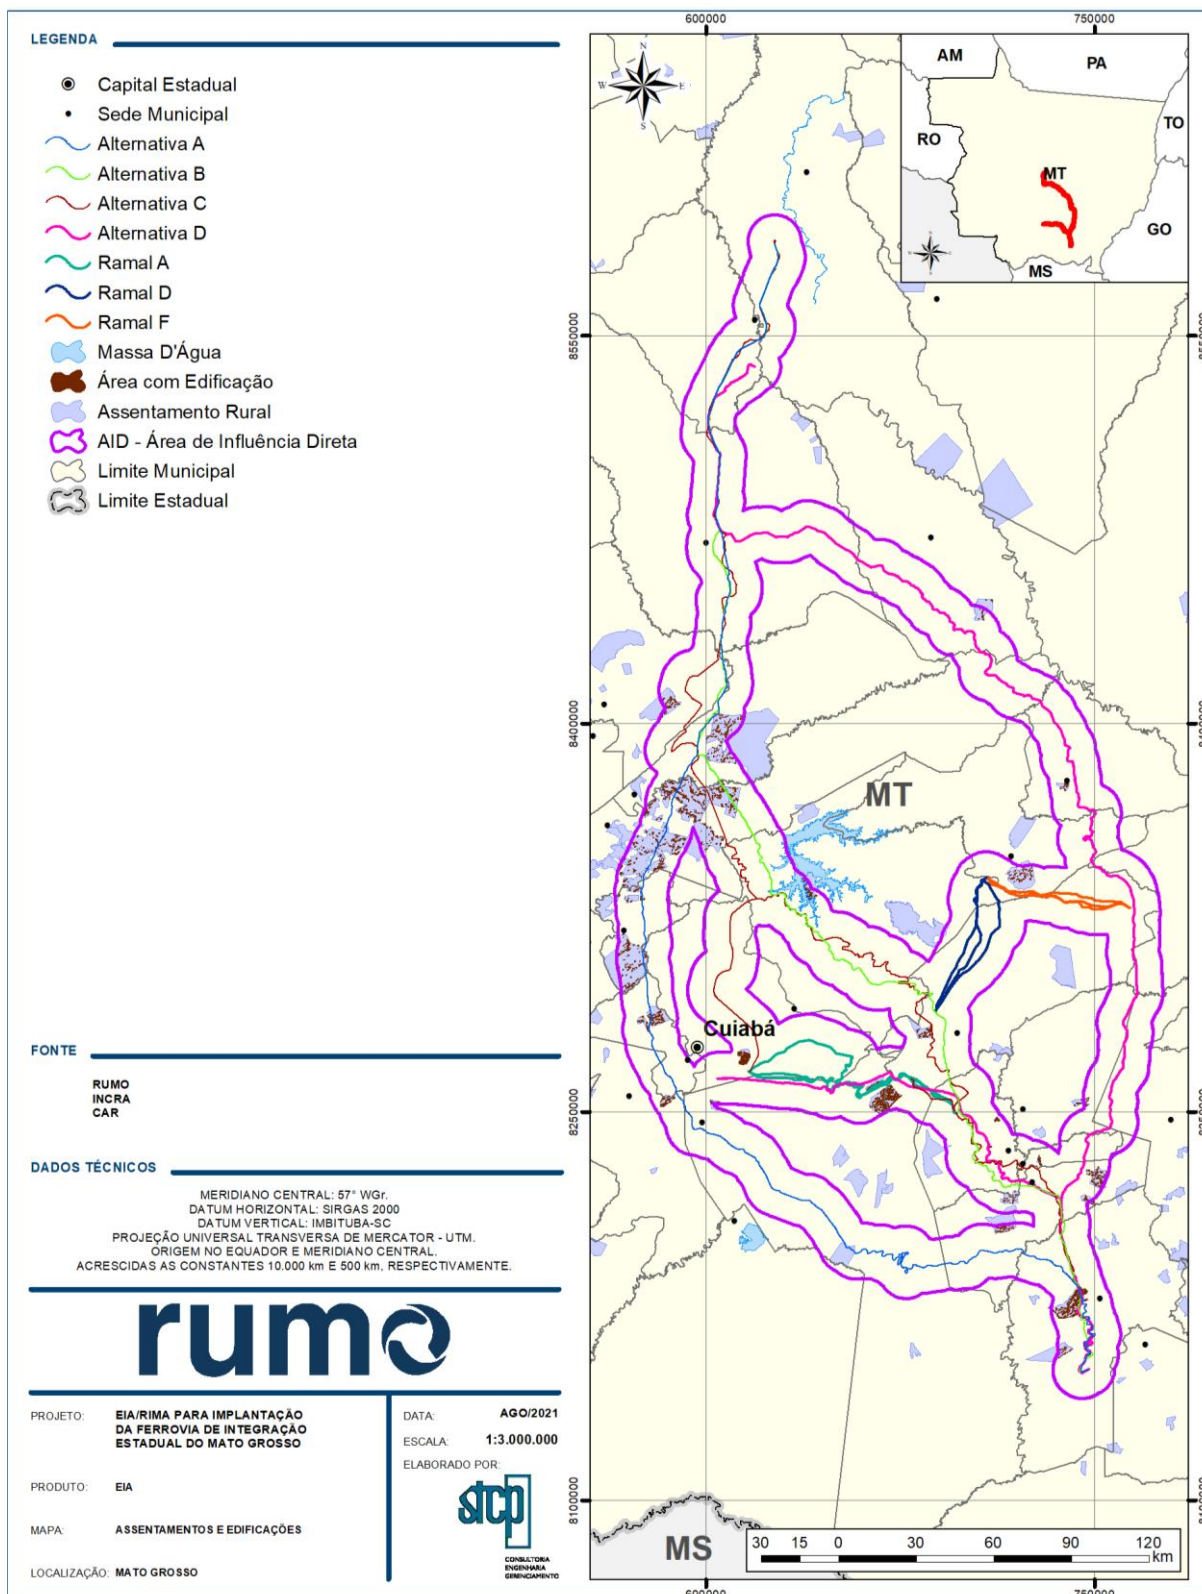 LEGENDA
Capital Estadual
Sede Municipal
Alternativa A
Alternativa B
Alternativa C
Alternativa D
Ramal A
Ramal D
Ramal F
Massa D'Água
Área com Edificação
Assentamento Rural
AID - Área de Influência Direta
Limite Municipal
Limite Estadual
FONTE
RUMO
INCRA
CAR
DADOS TÉCNICOS
MERIDIANO CENTRAL: 57° WGr.
DATUM HORIZONTAL: SIRGAS 2000
DATUM VERTICAL: IMBITUBA-SC
PROJEÇÃO UNIVERSAL TRANSVERSA DE MERCATOR - UTM.
ORIGEM NO EQUADOR E MERIDIANO CENTRAL.
ACRESCIDAS AS CONSTANTES 10.000 km E 500 km, RESPECTIVAMENTE.
rumo
PROJETO: EIA/RIMA PARA IMPLANTAÇÃO
DA FERROVIA DE INTEGRAÇÃO
ESTADUAL DO MATO GROSSO
PRODUTO: EIA
MAPA: ASSENTAMENTOS E EDIFICAÇÕES
LOCALIZAÇÃO: MATO GROSSO
DATA: AGO/2021
ESCALA: 1:3.000.000
ELABORADO POR:
stcp
CONSULTORIA
ENGENHARIA
GERENCIAMENTO
600000 750000
N
W E
S
AM PA
TO
RO
MT
GO
MS
8550000
8400000
MT
Cuiabá
8250000
8100000
MS
30 15 0 30 60 90 120
km